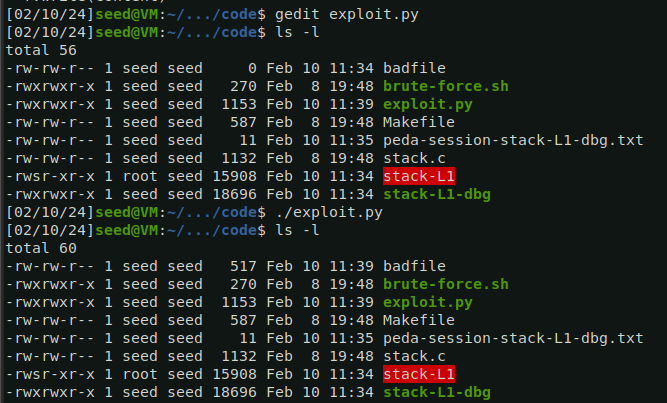 [02/10/24]seed@VM:~/.../code$ gedit exploit.py
[02/10/24]seed@VM:~/.../code$ ls -l
total 56
-rw-rw-r-- 1 seed seed     0 Feb 10 11:34 badfile
-rwxrwxr-x 1 seed seed   270 Feb  8 19:48 brute-force.sh
-rwxrwxr-x 1 seed seed  1153 Feb 10 11:39 exploit.py
-rw-rw-r-- 1 seed seed   587 Feb  8 19:48 Makefile
-rw-rw-r-- 1 seed seed    11 Feb 10 11:35 peda-session-stack-L1-dbg.txt
-rw-rw-r-- 1 seed seed  1132 Feb  8 19:48 stack.c
-rwsr-xr-x 1 root seed 15908 Feb 10 11:34 stack-L1
-rwxrwxr-x 1 seed seed 18696 Feb 10 11:34 stack-L1-dbg
[02/10/24]seed@VM:~/.../code$ ./exploit.py
[02/10/24]seed@VM:~/.../code$ ls -l
total 60
-rw-rw-r-- 1 seed seed   517 Feb 10 11:39 badfile
-rwxrwxr-x 1 seed seed   270 Feb  8 19:48 brute-force.sh
-rwxrwxr-x 1 seed seed  1153 Feb 10 11:39 exploit.py
-rw-rw-r-- 1 seed seed   587 Feb  8 19:48 Makefile
-rw-rw-r-- 1 seed seed    11 Feb 10 11:35 peda-session-stack-L1-dbg.txt
-rw-rw-r-- 1 seed seed  1132 Feb  8 19:48 stack.c
-rwsr-xr-x 1 root seed 15908 Feb 10 11:34 stack-L1
-rwxrwxr-x 1 seed seed 18696 Feb 10 11:34 stack-L1-dbg